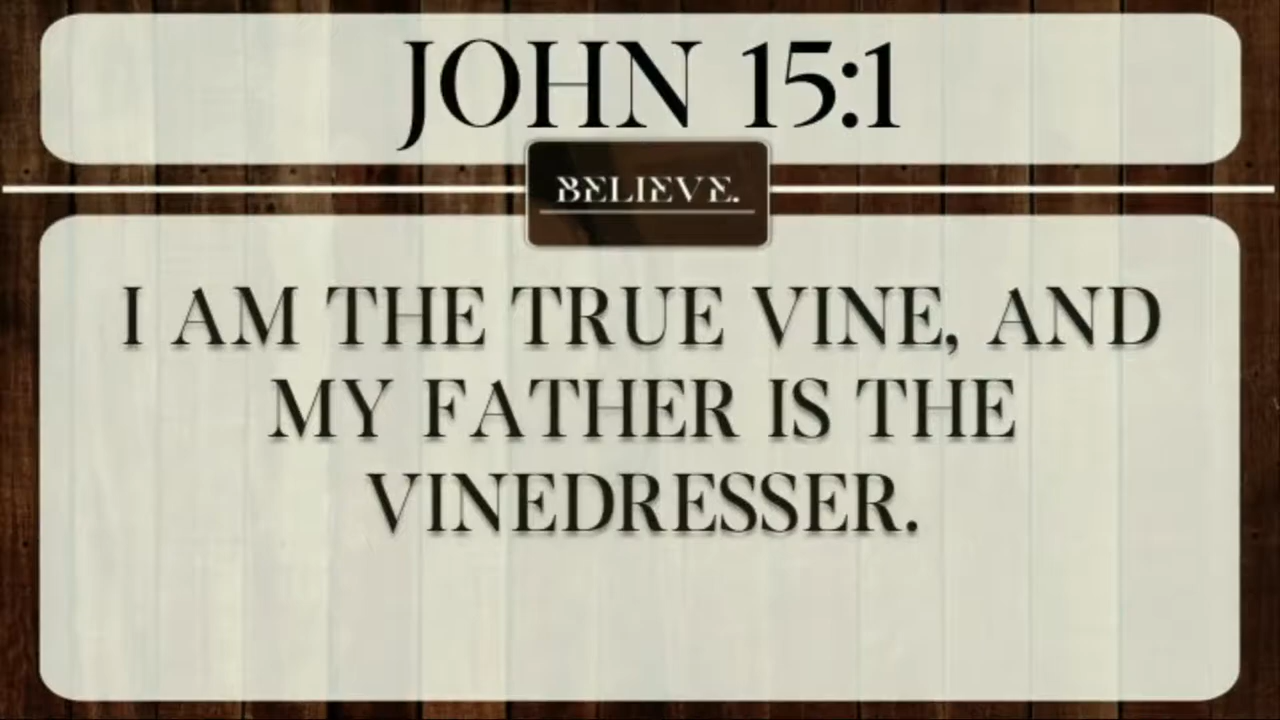 JOHN 15:1
BELIEVE.
I AM THE TRUE VINE, AND
MY FATHER IS THE
VINEDRESSER.